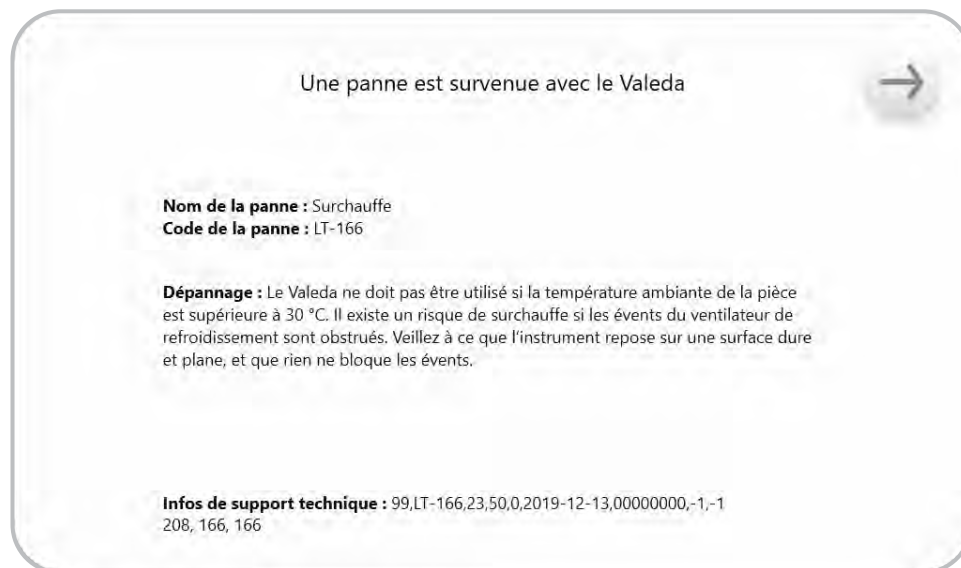 Une panne est survenue avec le Valeda
Nom de la panne : Surchauffe
Code de la panne : LT-166
Dépannage : Le Valeda ne doit pas être utilisé si la température ambiante de la pièce
est supérieure à 30 °C. Il existe un risque de surchauffe si les évents du ventilateur de
refroidissement sont obstrués. Veillez à ce que l'instrument repose sur une surface dure
et plane, et que rien ne bloque les évents.
Infos de support technique : 99,LT-166,23,50,0,2019-12-13,00000000,-1,-1
208, 166, 166